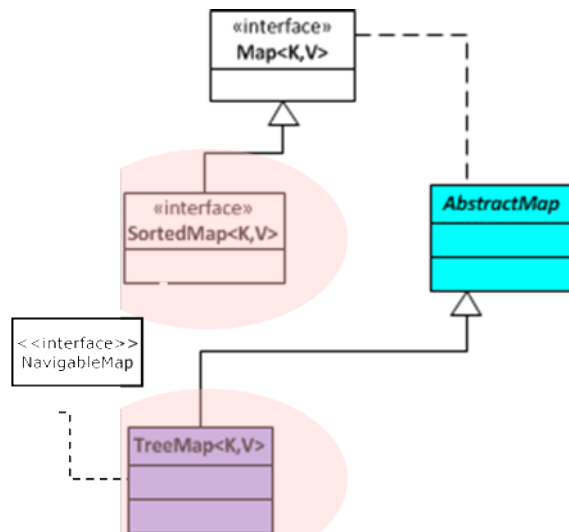 «interface»
Map<K,V>
«interface»
SortedMap<K,V>
AbstractMap
<<interface>>
NavigableMap
TreeMap<K,V>